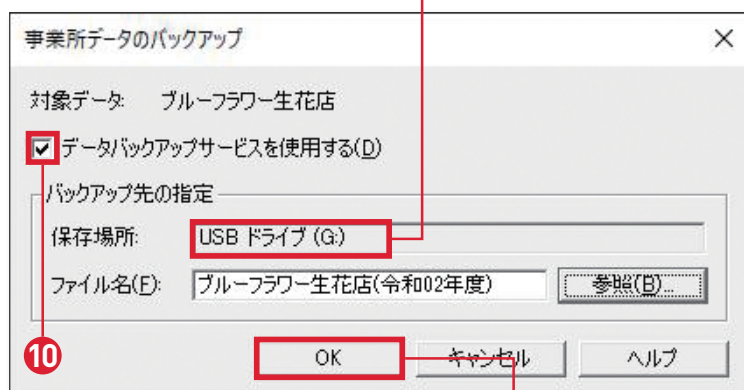 事業所データのバックアップ
対象データ: ブルーフラワー生花店
データバックアップサービスを使用する(D)
バックアップ先の指定
保存場所: USB ドライブ (G:)
ファイル名(F): ブルーフラワー生花店(令和02年度) 参照(B)...
10
OK キャンセル ヘルプ